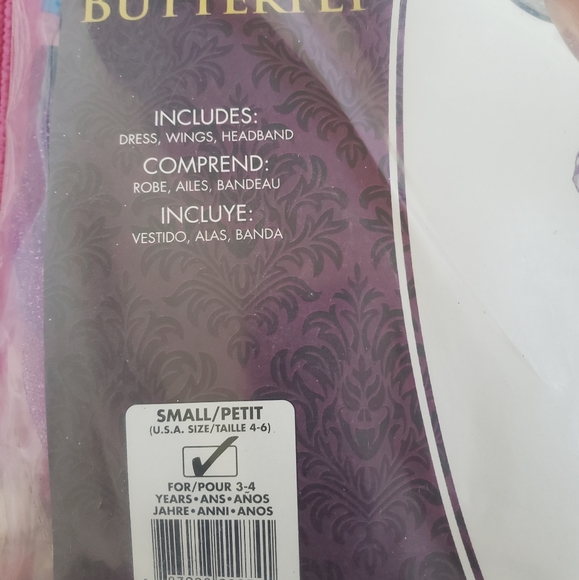 BUTTERFLY
INCLUDES:
DRESS, WINGS, HEADBAND
COMPREND:
ROBE, AILES, BANDEAU
INCLUYE:
VESTIDO, ALAS, BANDA
SMALL/PETIT
(U.S.A. SIZE/TAILLE 4-6)
FOR/POUR 3-4
YEARS•ANS•AÑOS
JAHRE•ANNI•ANOS